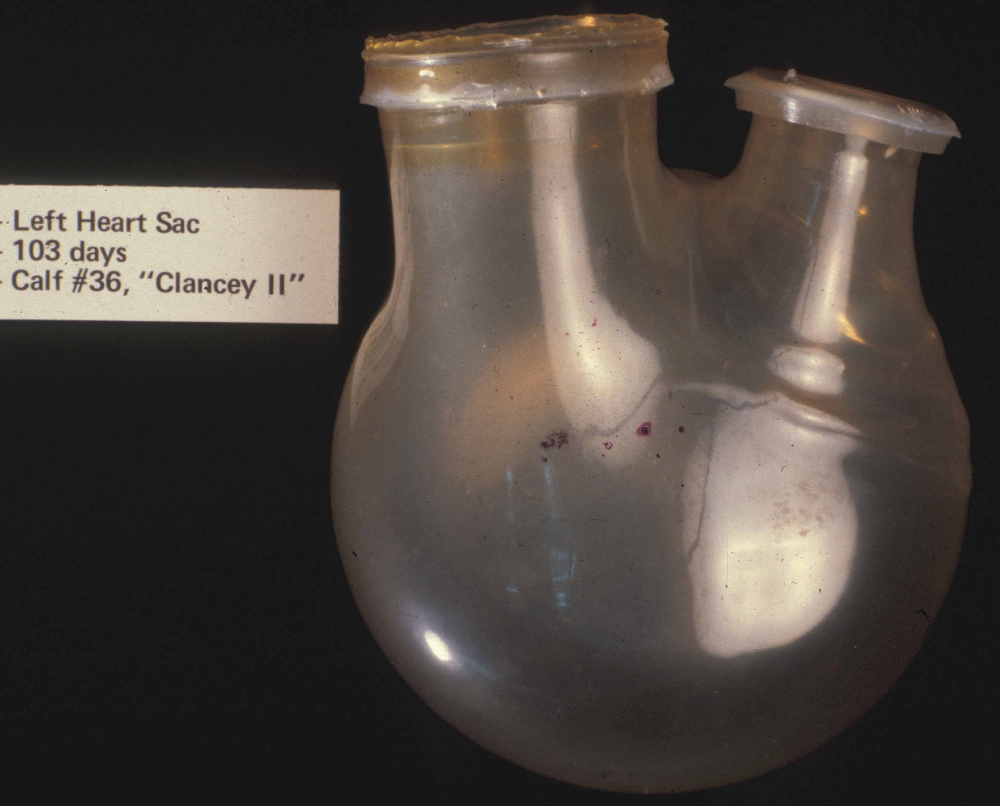 - Left Heart Sac
- 103 days
- Calf #36, “Clancey II”